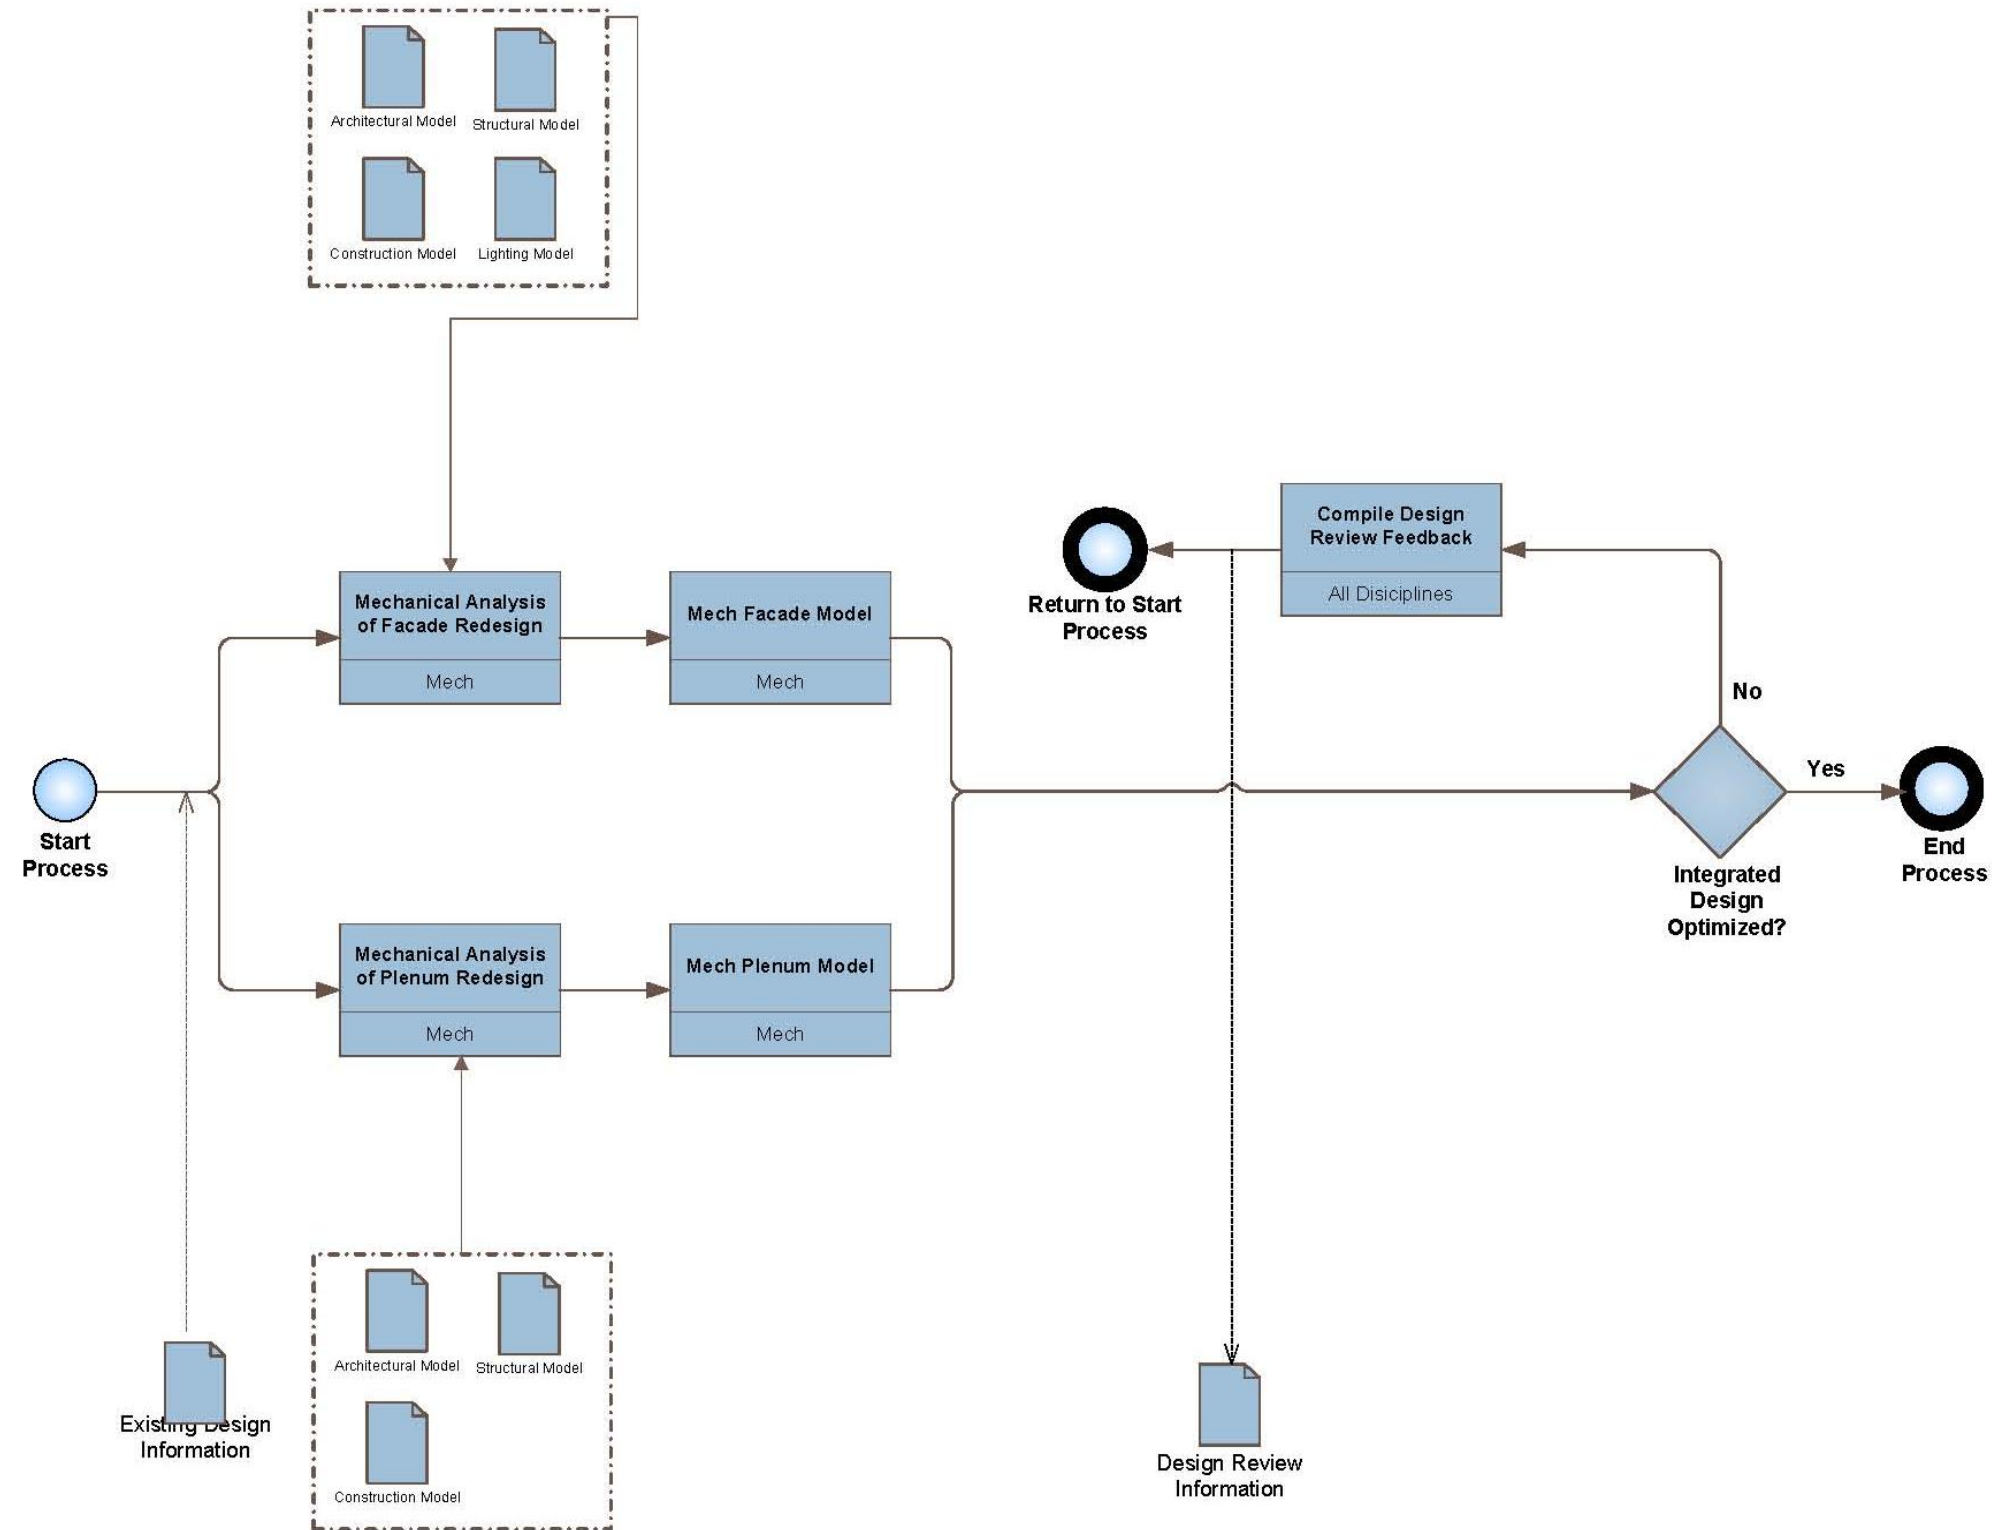 Architectural Model
Structural Model
Construction Model
Lighting Model
Mechanical Analysis
of Facade Redesign
Mech
Mech Facade Model
Mech
Compile Design
Review Feedback
All Disiciplines
Return to Start
Process
No
Yes
Start
Process
End
Process
Integrated
Design
Optimized?
Mechanical Analysis
of Plenum Redesign
Mech
Mech Plenum Model
Mech
Architectural Model
Structural Model
Construction Model
Existing Design
Information
Design Review
Information